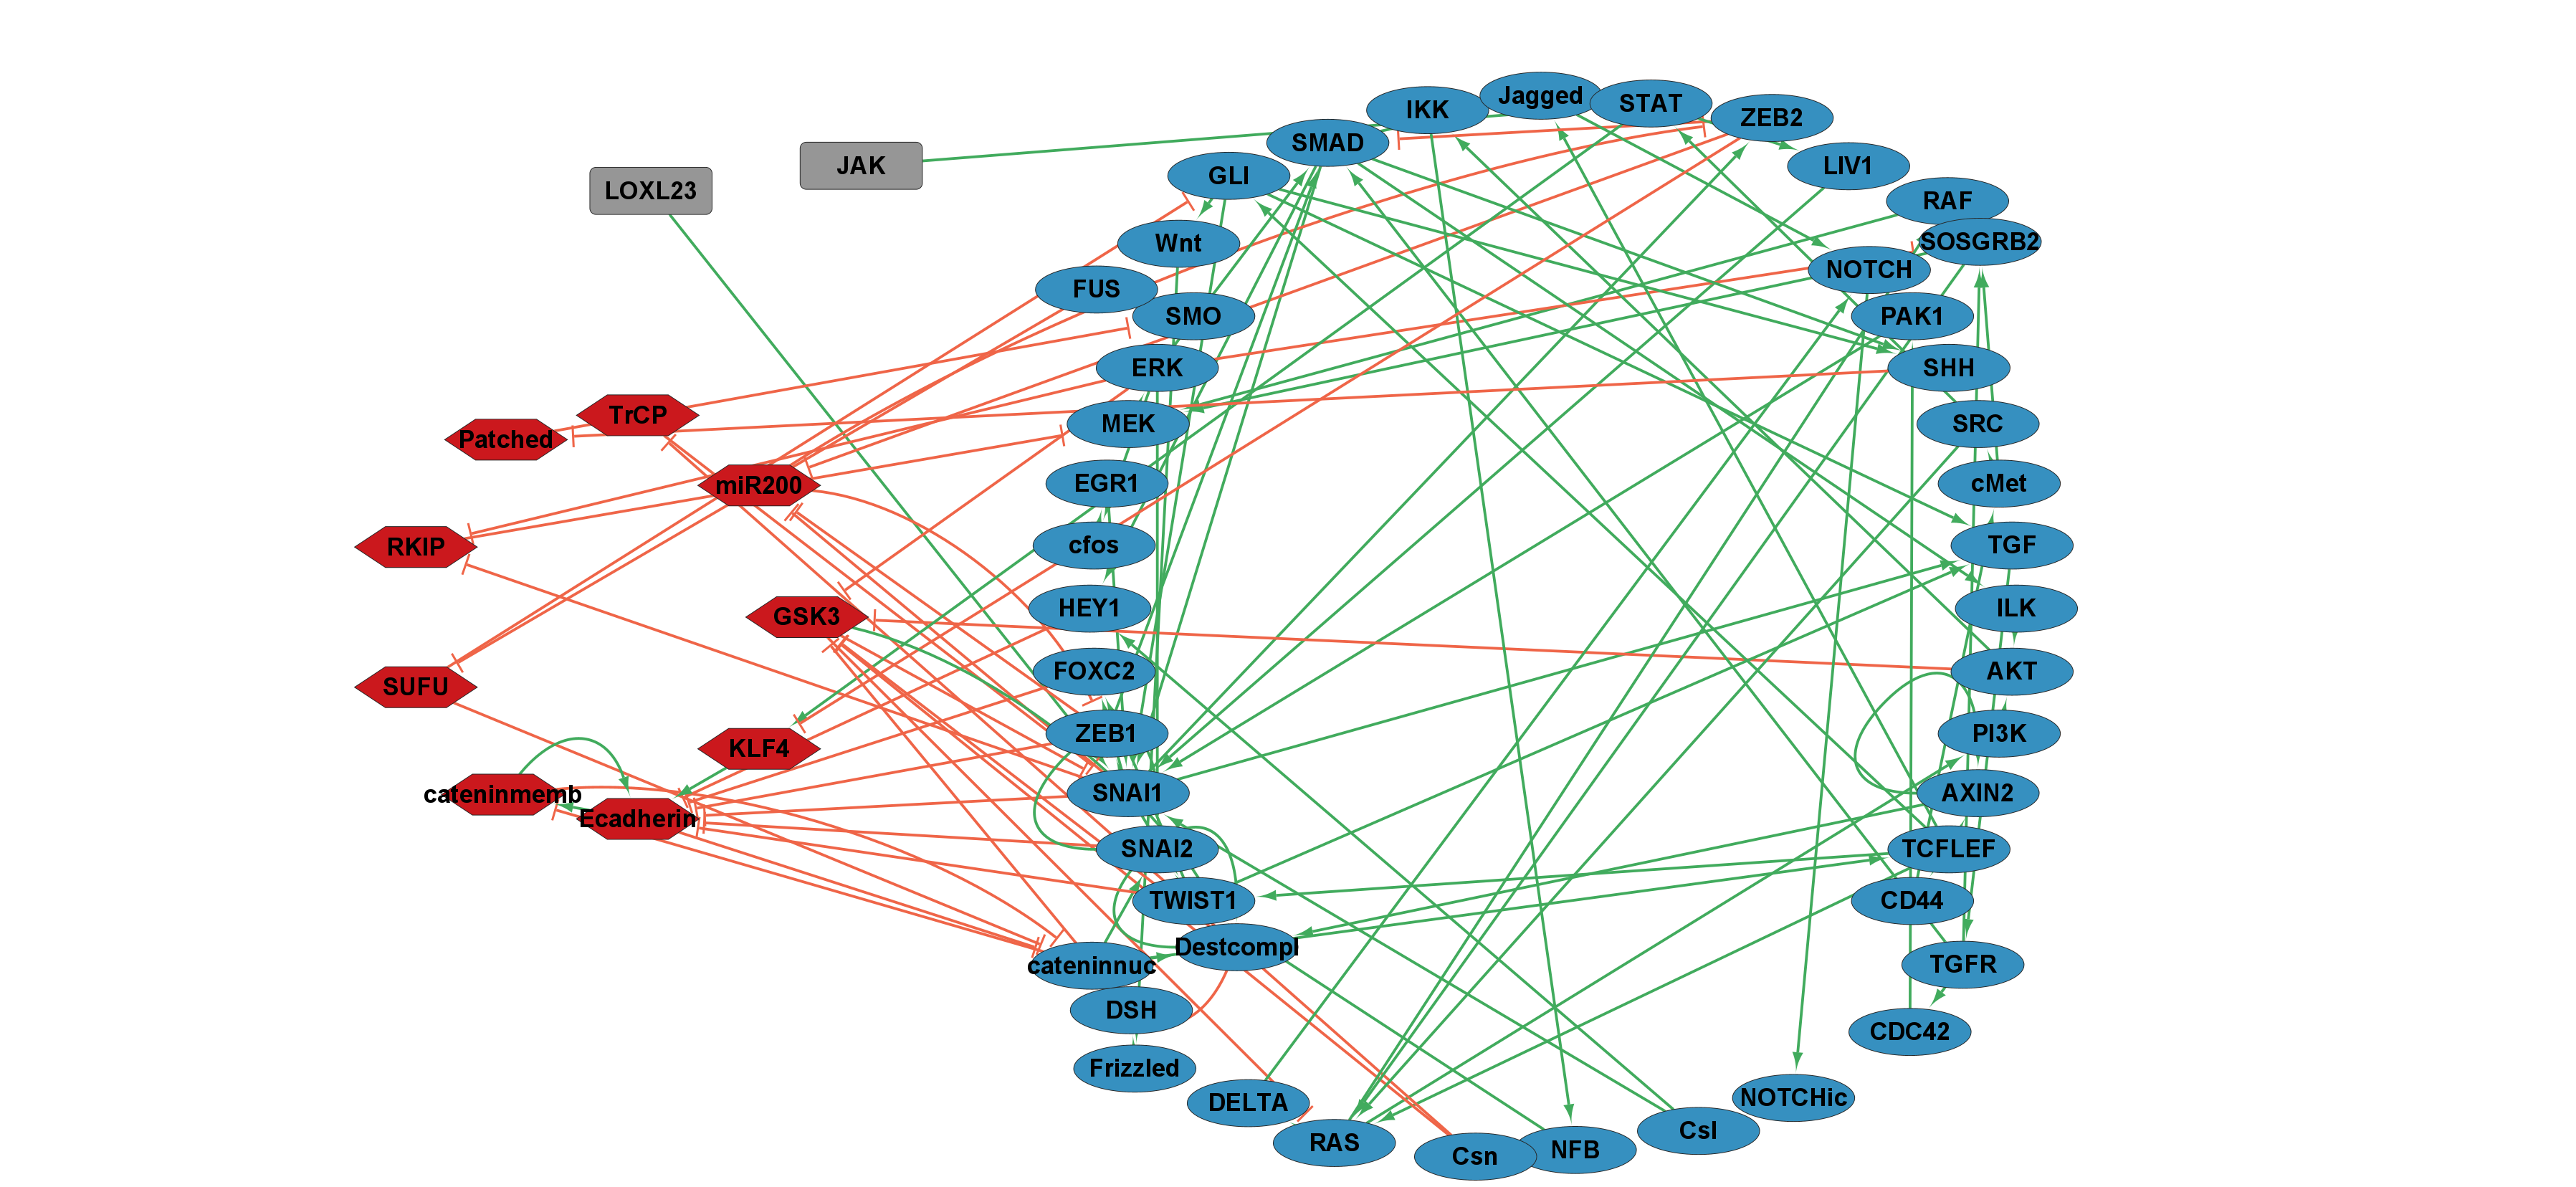 Jagged
STAT
IKK
ZEB2
SMAD
JAK
LIV1
GLI
LOXL23
RAF
Wnt
SOSGRB2
NOTCH
FUS
SMO
PAK1
ERK
SHH
TrCP
MEK
SRC
Patched
miR200
EGR1
cMet
cfos
TGF
RKIP
HEY1
ILK
GSK3
FOXC2
AKT
SUFU
ZEB1
PI3K
KLF4
cateninmemb
SNAI1
AXIN2
Ecadherin
SNAI2
TCFLEF
TWIST1
CD44
Destcompl
cateninnuc
TGFR
DSH
CDC42
Frizzled
DELTA
NOTCHic
RAS
Csl
Csn
NFB